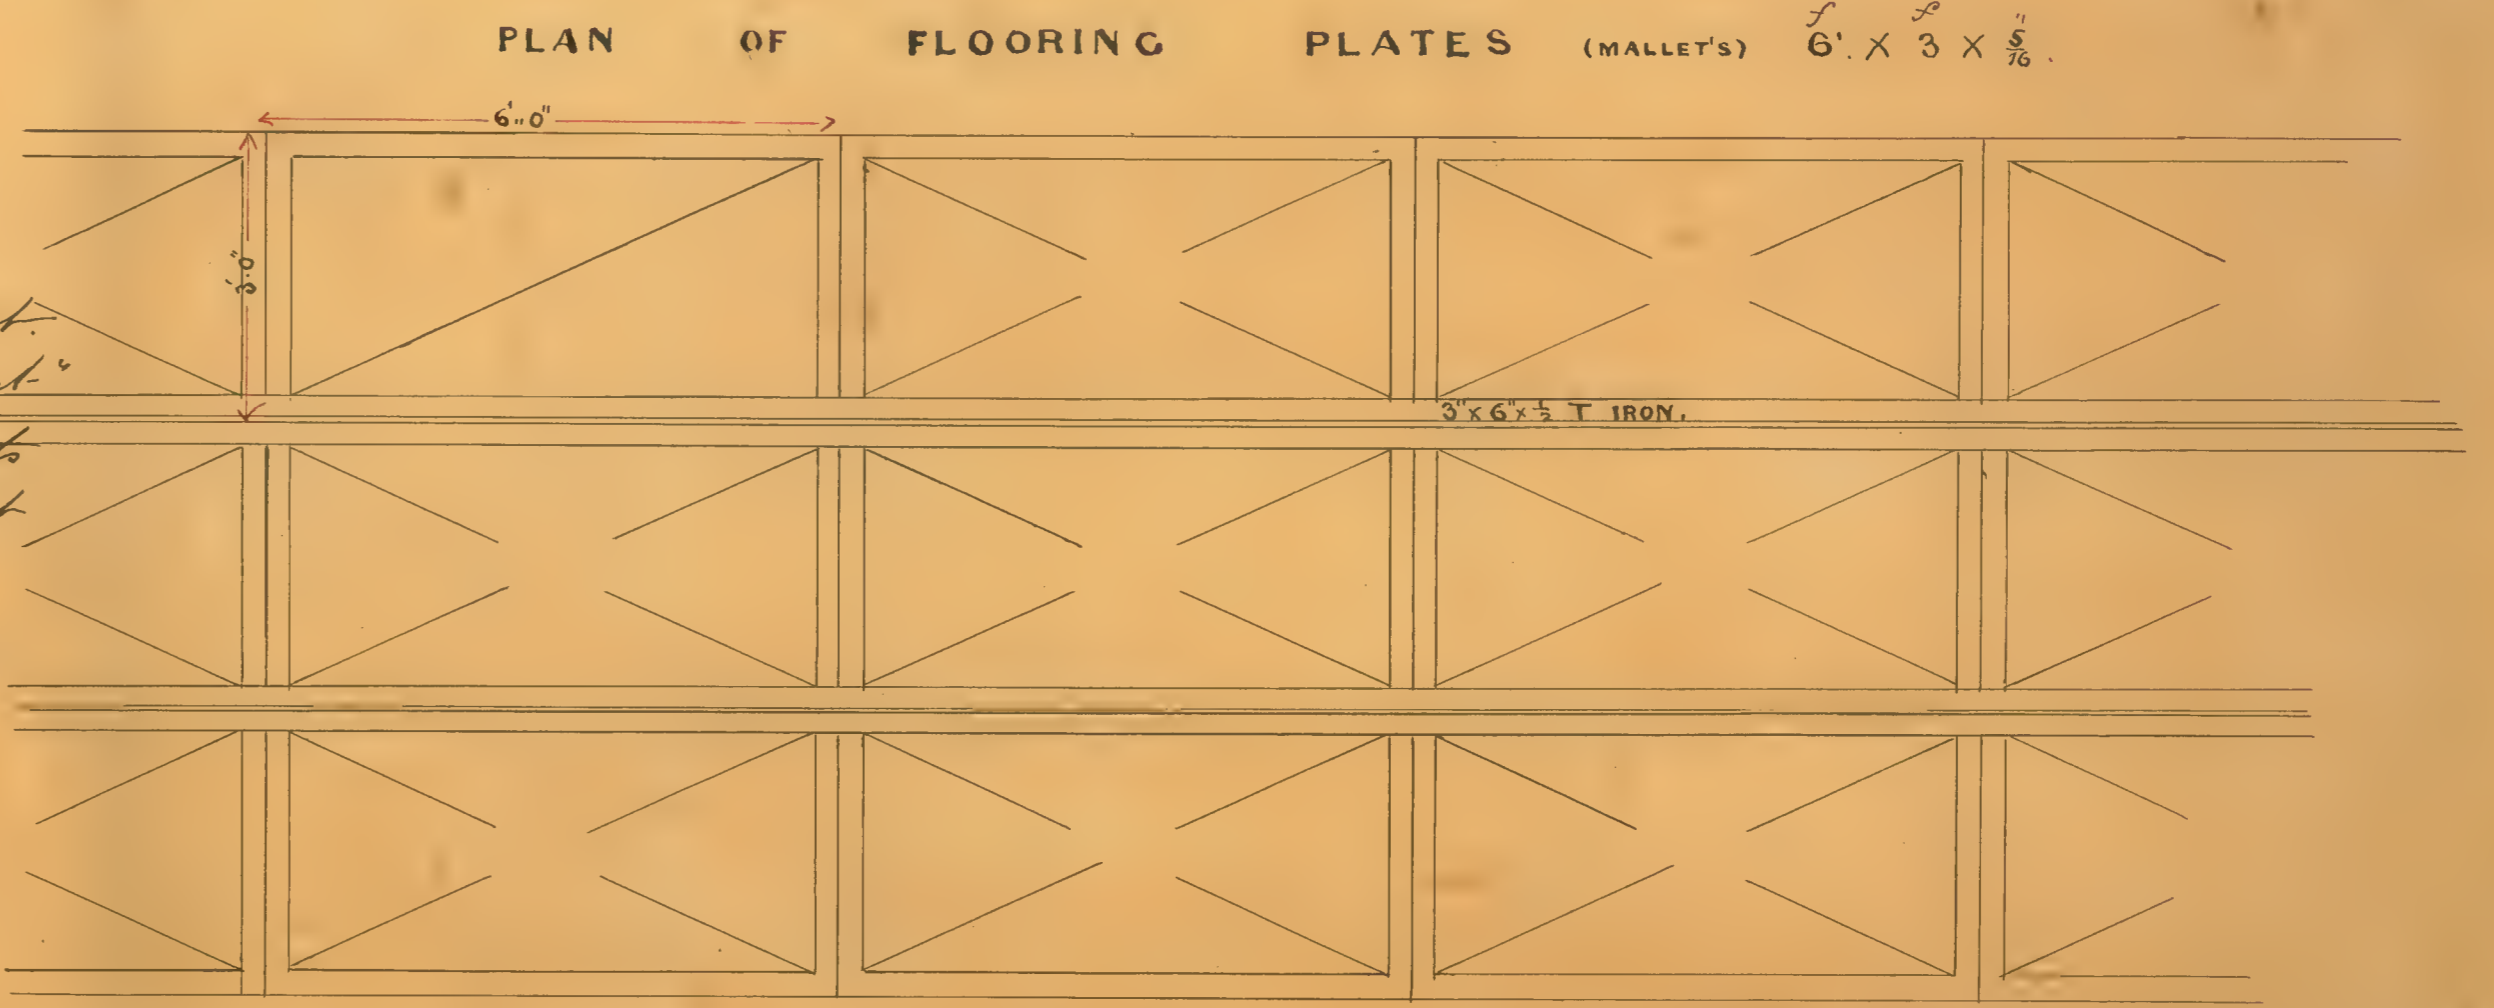 PLAN OF FLOORING PLATES (MALLET'S) 6'. X 3 X 5/16".
6'..0"
3'.0"
3"x 6"x 1/2 T IRON.